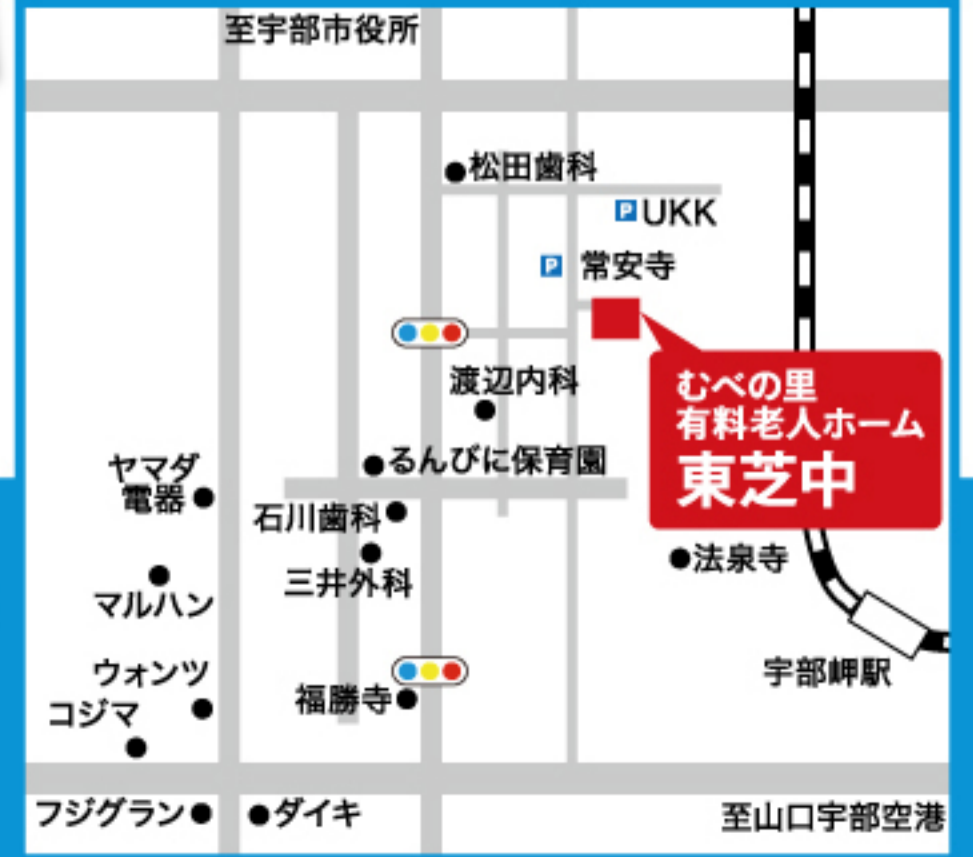 至宇部市役所
松田歯科
P UKK
P 常安寺
渡辺内科
むべの里
有料老人ホーム
東芝中
るんびに保育園
ヤマダ
電器
石川歯科
三井外科
法泉寺
マルハン
ウォンツ
コジマ
福勝寺
宇部岬駅
フジグラン
ダイキ
至山口宇部空港